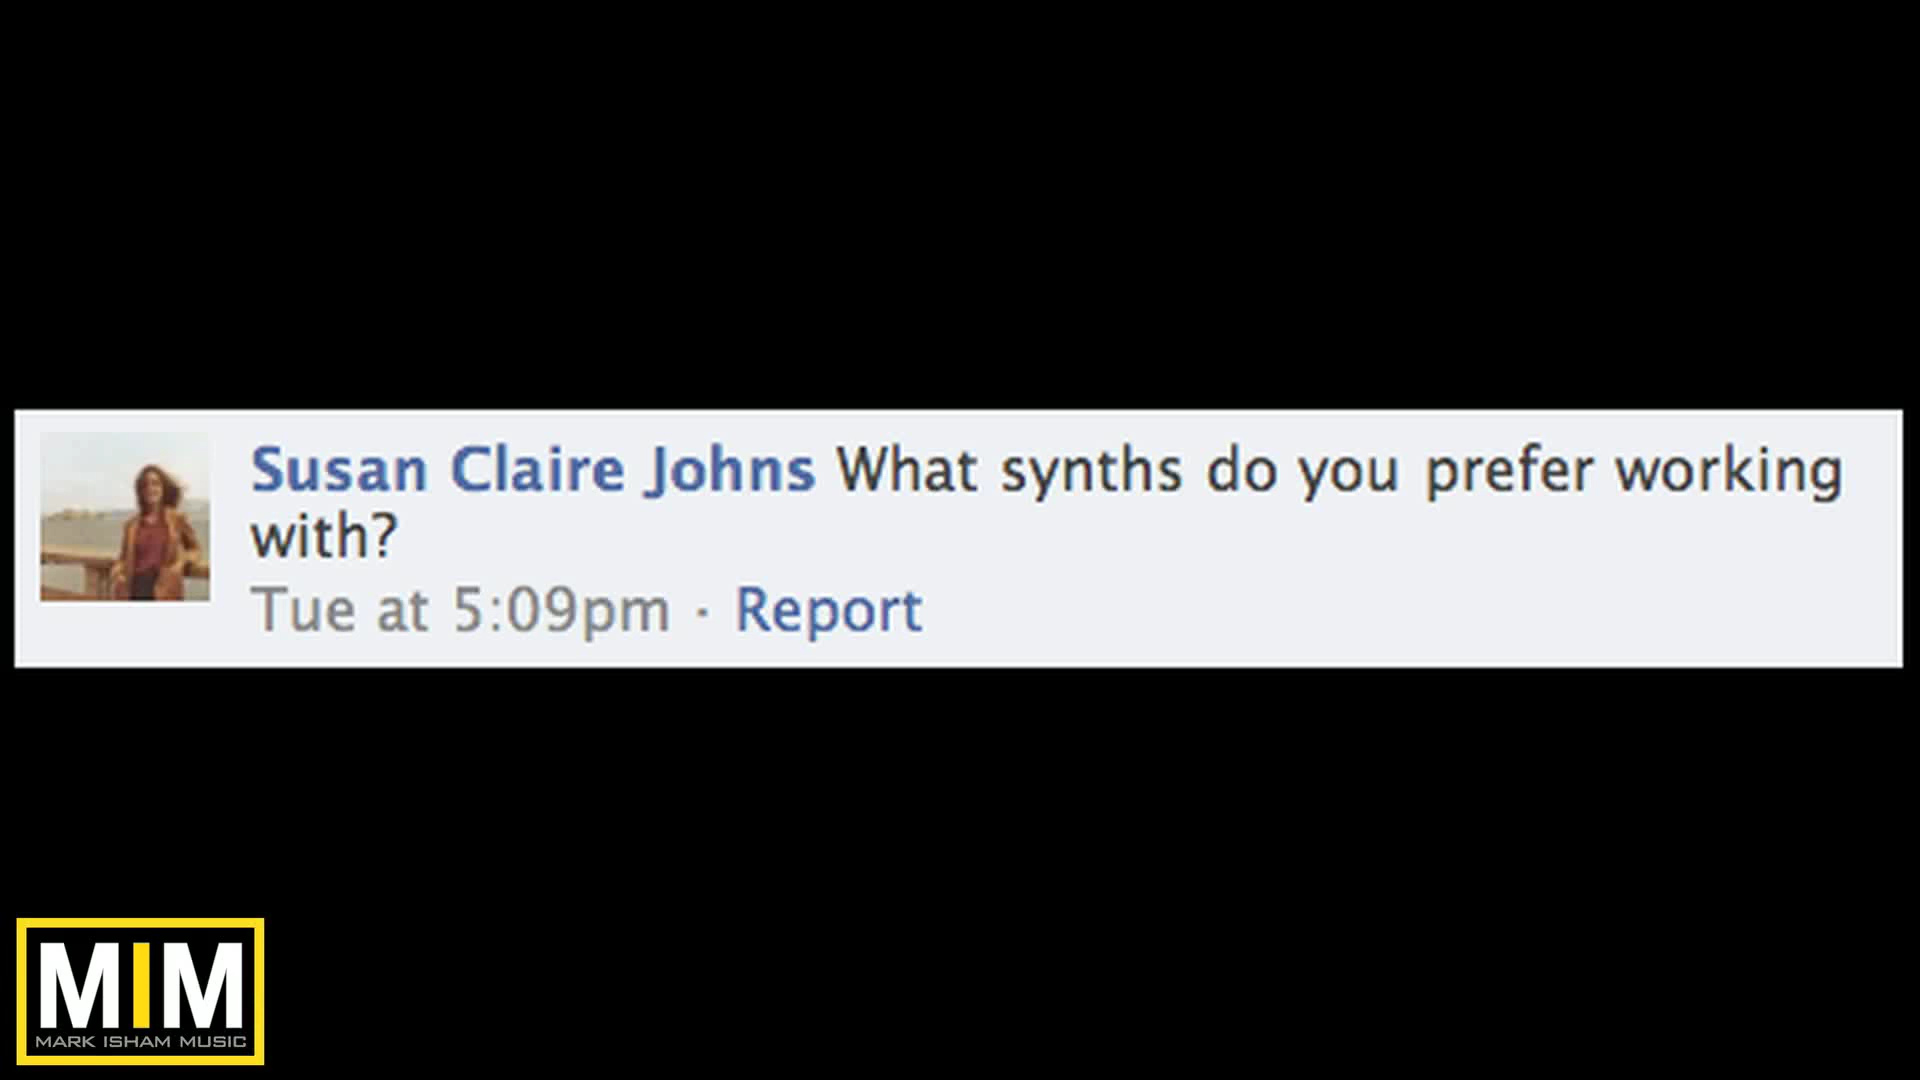 Susan Claire Johns What synths do you prefer working
with?
Tue at 5:09pm · Report
MIM
MARK ISHAM MUSIC